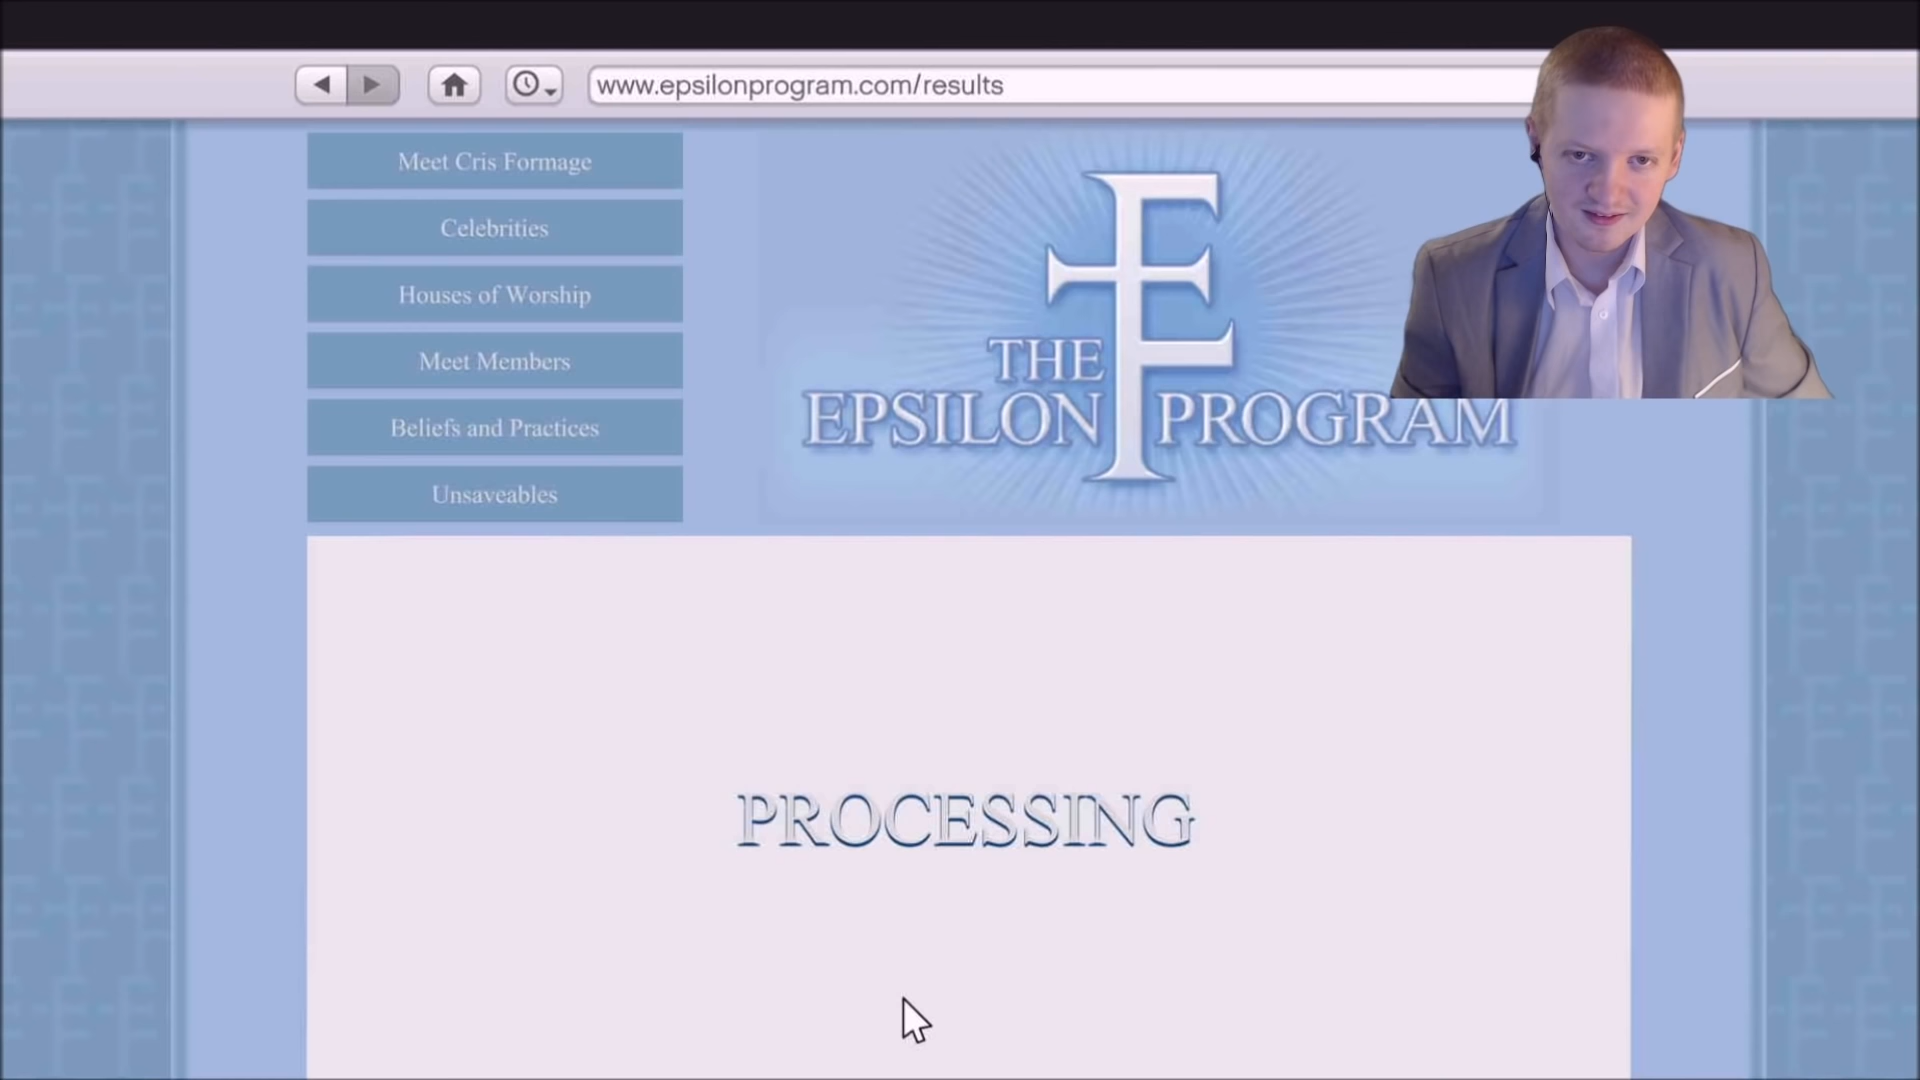 www.epsilonprogram.com/results
Meet Cris Formage
Celebrities
Houses of Worship
Meet Members
Beliefs and Practices
Unsaveables
THE
EPSILON PROGRAM
PROCESSING